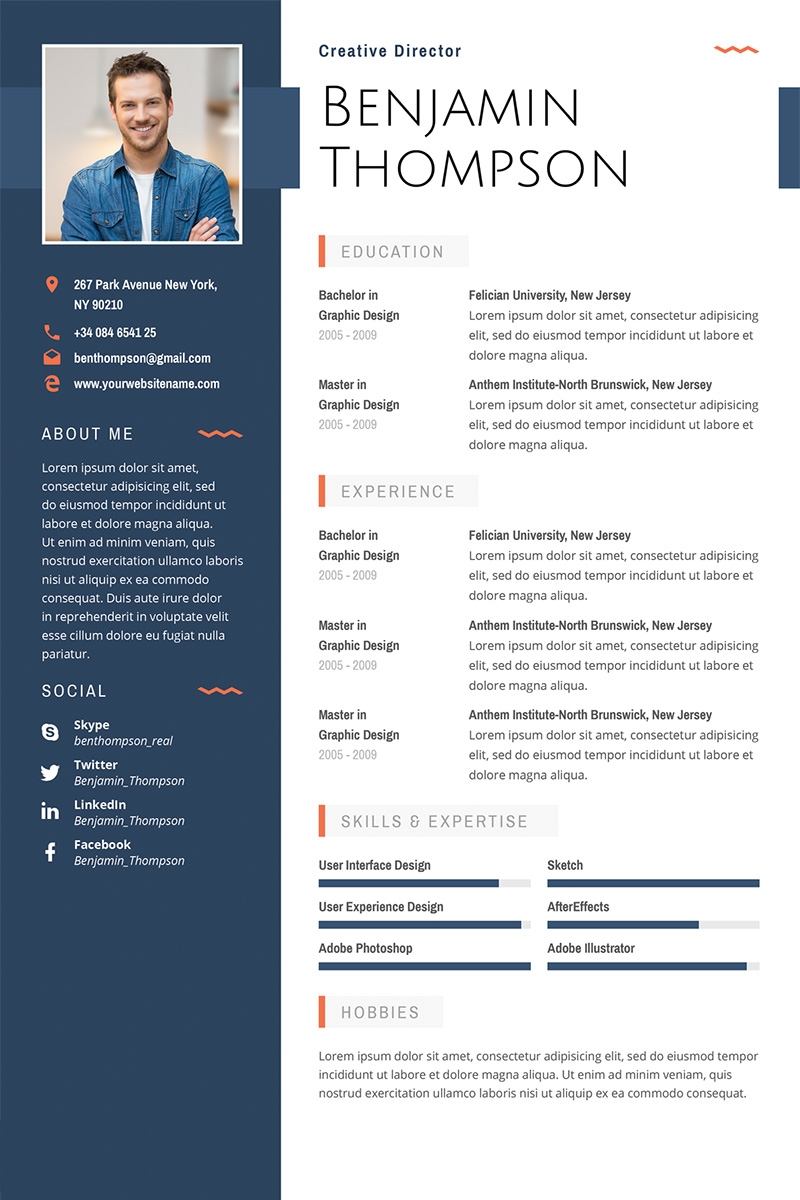 267 Park Avenue New York,
NY 90210
+34 084 6541 25
benthompson@gmail.com
www.yourwebsitename.com
ABOUT ME
Lorem ipsum dolor sit amet,
consectetur adipisicing elit, sed
do eiusmod tempor incididunt ut
labore et dolore magna aliqua.
Ut enim ad minim veniam, quis
nostrud exercitation ullamco laboris
nisi ut aliquip ex ea commodo
consequat. Duis aute irure dolor
in reprehenderit in voluptate velit
esse cillum dolore eu fugiat nulla
pariatur.
SOCIAL
Skype
benthompson_real
Twitter
Benjamin_Thompson
LinkedIn
Benjamin_Thompson
Facebook
Benjamin_Thompson
Creative Director
BENJAMIN
THOMPSON
EDUCATION
Bachelor in
Graphic Design
2005 - 2009
Felician University, New Jersey
Lorem ipsum dolor sit amet, consectetur adipisicing
elit, sed do eiusmod tempor incididunt ut labore et
dolore magna aliqua.
Master in
Graphic Design
2005 - 2009
Anthem Institute-North Brunswick, New Jersey
Lorem ipsum dolor sit amet, consectetur adipisicing
elit, sed do eiusmod tempor incididunt ut labore et
dolore magna aliqua.
EXPERIENCE
Bachelor in
Graphic Design
2005 - 2009
Felician University, New Jersey
Lorem ipsum dolor sit amet, consectetur adipisicing
elit, sed do eiusmod tempor incididunt ut labore et
dolore magna aliqua.
Master in
Graphic Design
2005 - 2009
Anthem Institute-North Brunswick, New Jersey
Lorem ipsum dolor sit amet, consectetur adipisicing
elit, sed do eiusmod tempor incididunt ut labore et
dolore magna aliqua.
Master in
Graphic Design
2005 - 2009
Anthem Institute-North Brunswick, New Jersey
Lorem ipsum dolor sit amet, consectetur adipisicing
elit, sed do eiusmod tempor incididunt ut labore et
dolore magna aliqua.
SKILLS & EXPERTISE
User Interface Design
Sketch
User Experience Design
AfterEffects
Adobe Photoshop
Adobe Illustrator
HOBBIES
Lorem ipsum dolor sit amet, consectetur adipisicing elit, sed do eiusmod tempor
incididunt ut labore et dolore magna aliqua. Ut enim ad minim veniam, quis
nostrud exercitation ullamco laboris nisi ut aliquip ex ea commodo consequat.